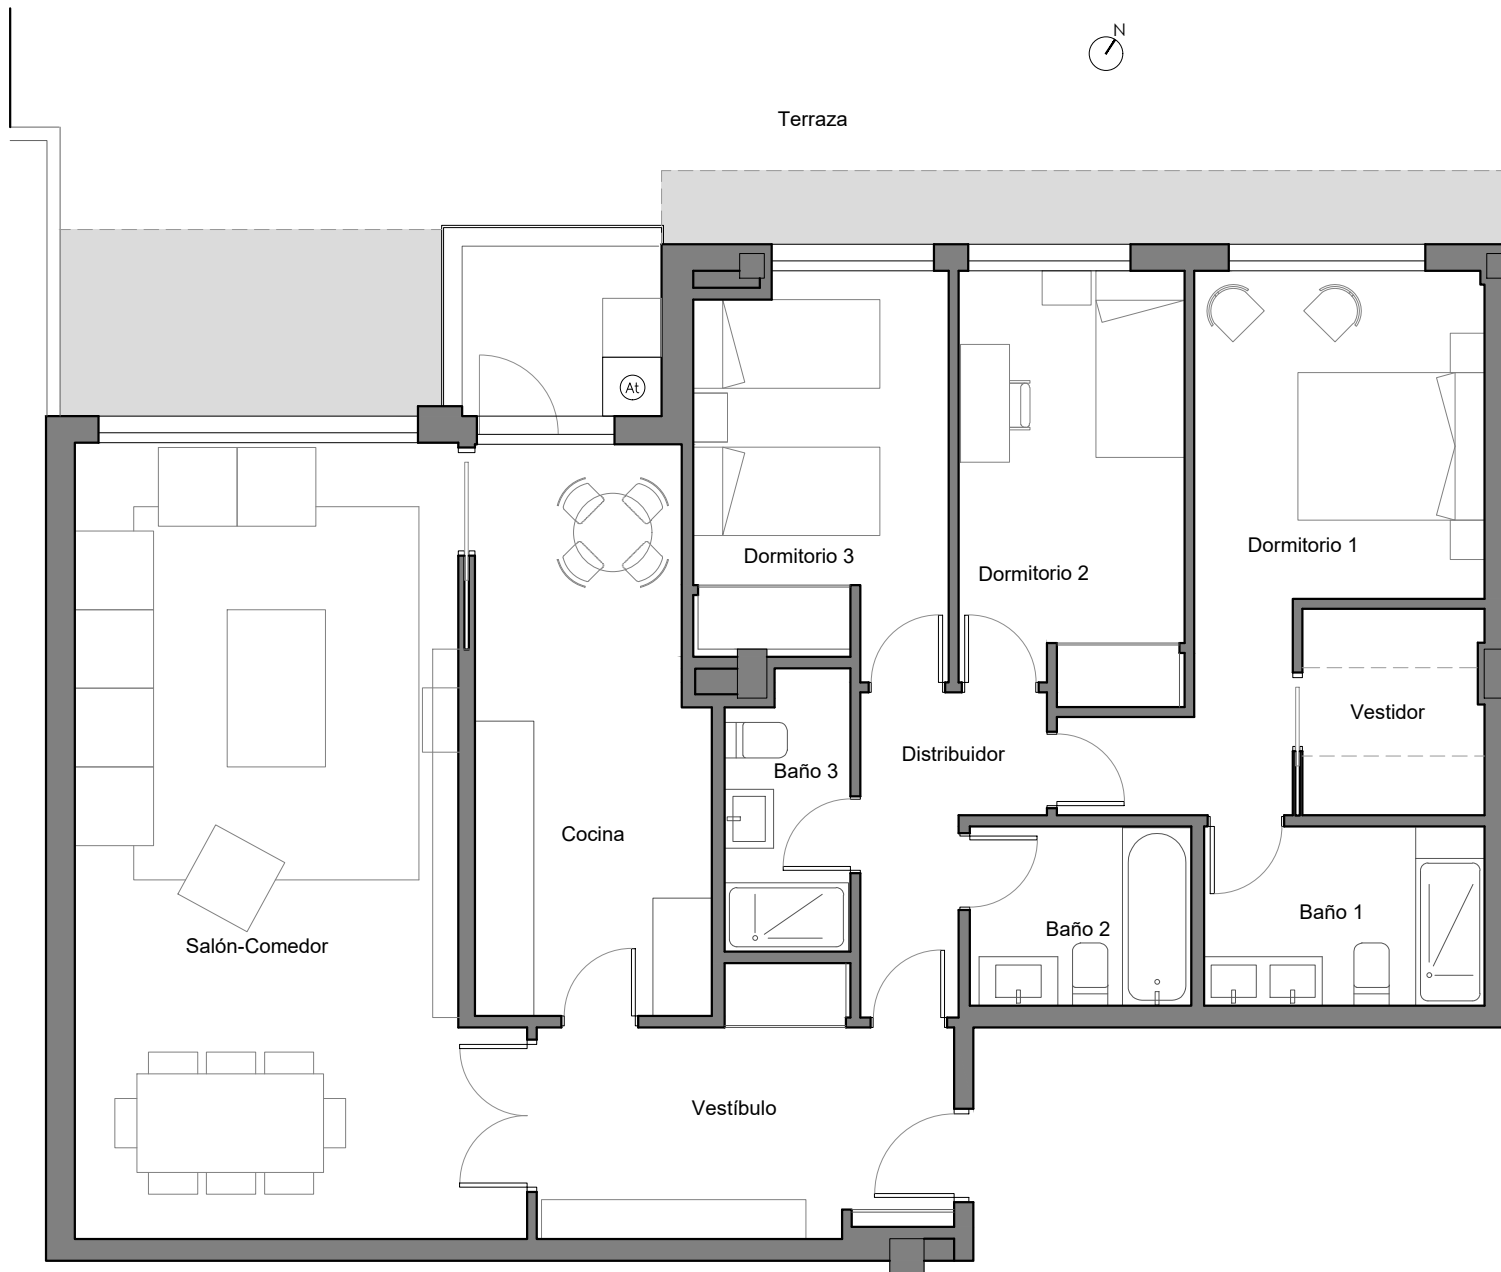 N
Terraza
At
Dormitorio 3
Dormitorio 2
Dormitorio 1
Vestidor
Distribuidor
Baño 3
Cocina
Baño 1
Baño 2
Salón-Comedor
Vestíbulo